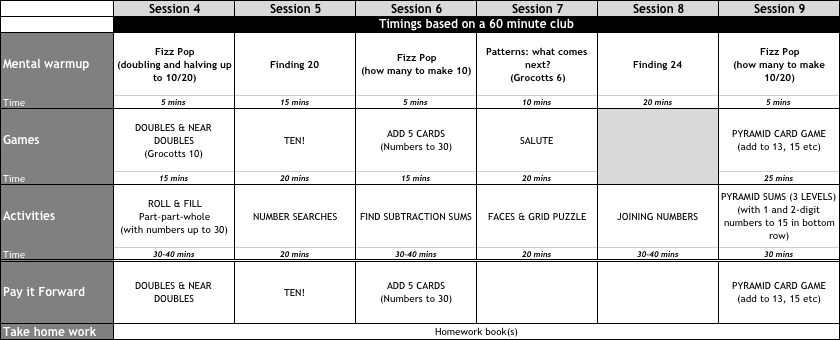 Session 4 Session 5 Session 6 Session 7 Session 8 Session 9
Timings based on a 60 minute club
Mental warmup
Fizz Pop
(doubling and halving up
to 10/20)
Finding 20
Fizz Pop
(how many to make 10)
Patterns: what comes
next?
(Grocotts 6)
Finding 24
Fizz Pop
(how many to make
10/20)
Time 5 mins 15 mins 5 mins 10 mins 20 mins 5 mins
Games
DOUBLES & NEAR
DOUBLES
(Grocotts 10)
TEN!
ADD 5 CARDS
(Numbers to 30)
SALUTE
PYRAMID CARD GAME
(add to 13, 15 etc)
Time 15 mins 20 mins 15 mins 20 mins 25 mins
Activities
ROLL & FILL
Part-part-whole
(with numbers up to 30)
NUMBER SEARCHES
FIND SUBTRACTION SUMS
FACES & GRID PUZZLE
JOINING NUMBERS
PYRAMID SUMS (3 LEVELS)
(with 1 and 2-digit
numbers to 15 in bottom
row)
Time 30-40 mins 20 mins 30-40 mins 20 mins 30-40 mins 30 mins
Pay it Forward
DOUBLES & NEAR
DOUBLES
TEN!
ADD 5 CARDS
(Numbers to 30)
PYRAMID CARD GAME
(add to 13, 15 etc)
Take home work Homework book(s)